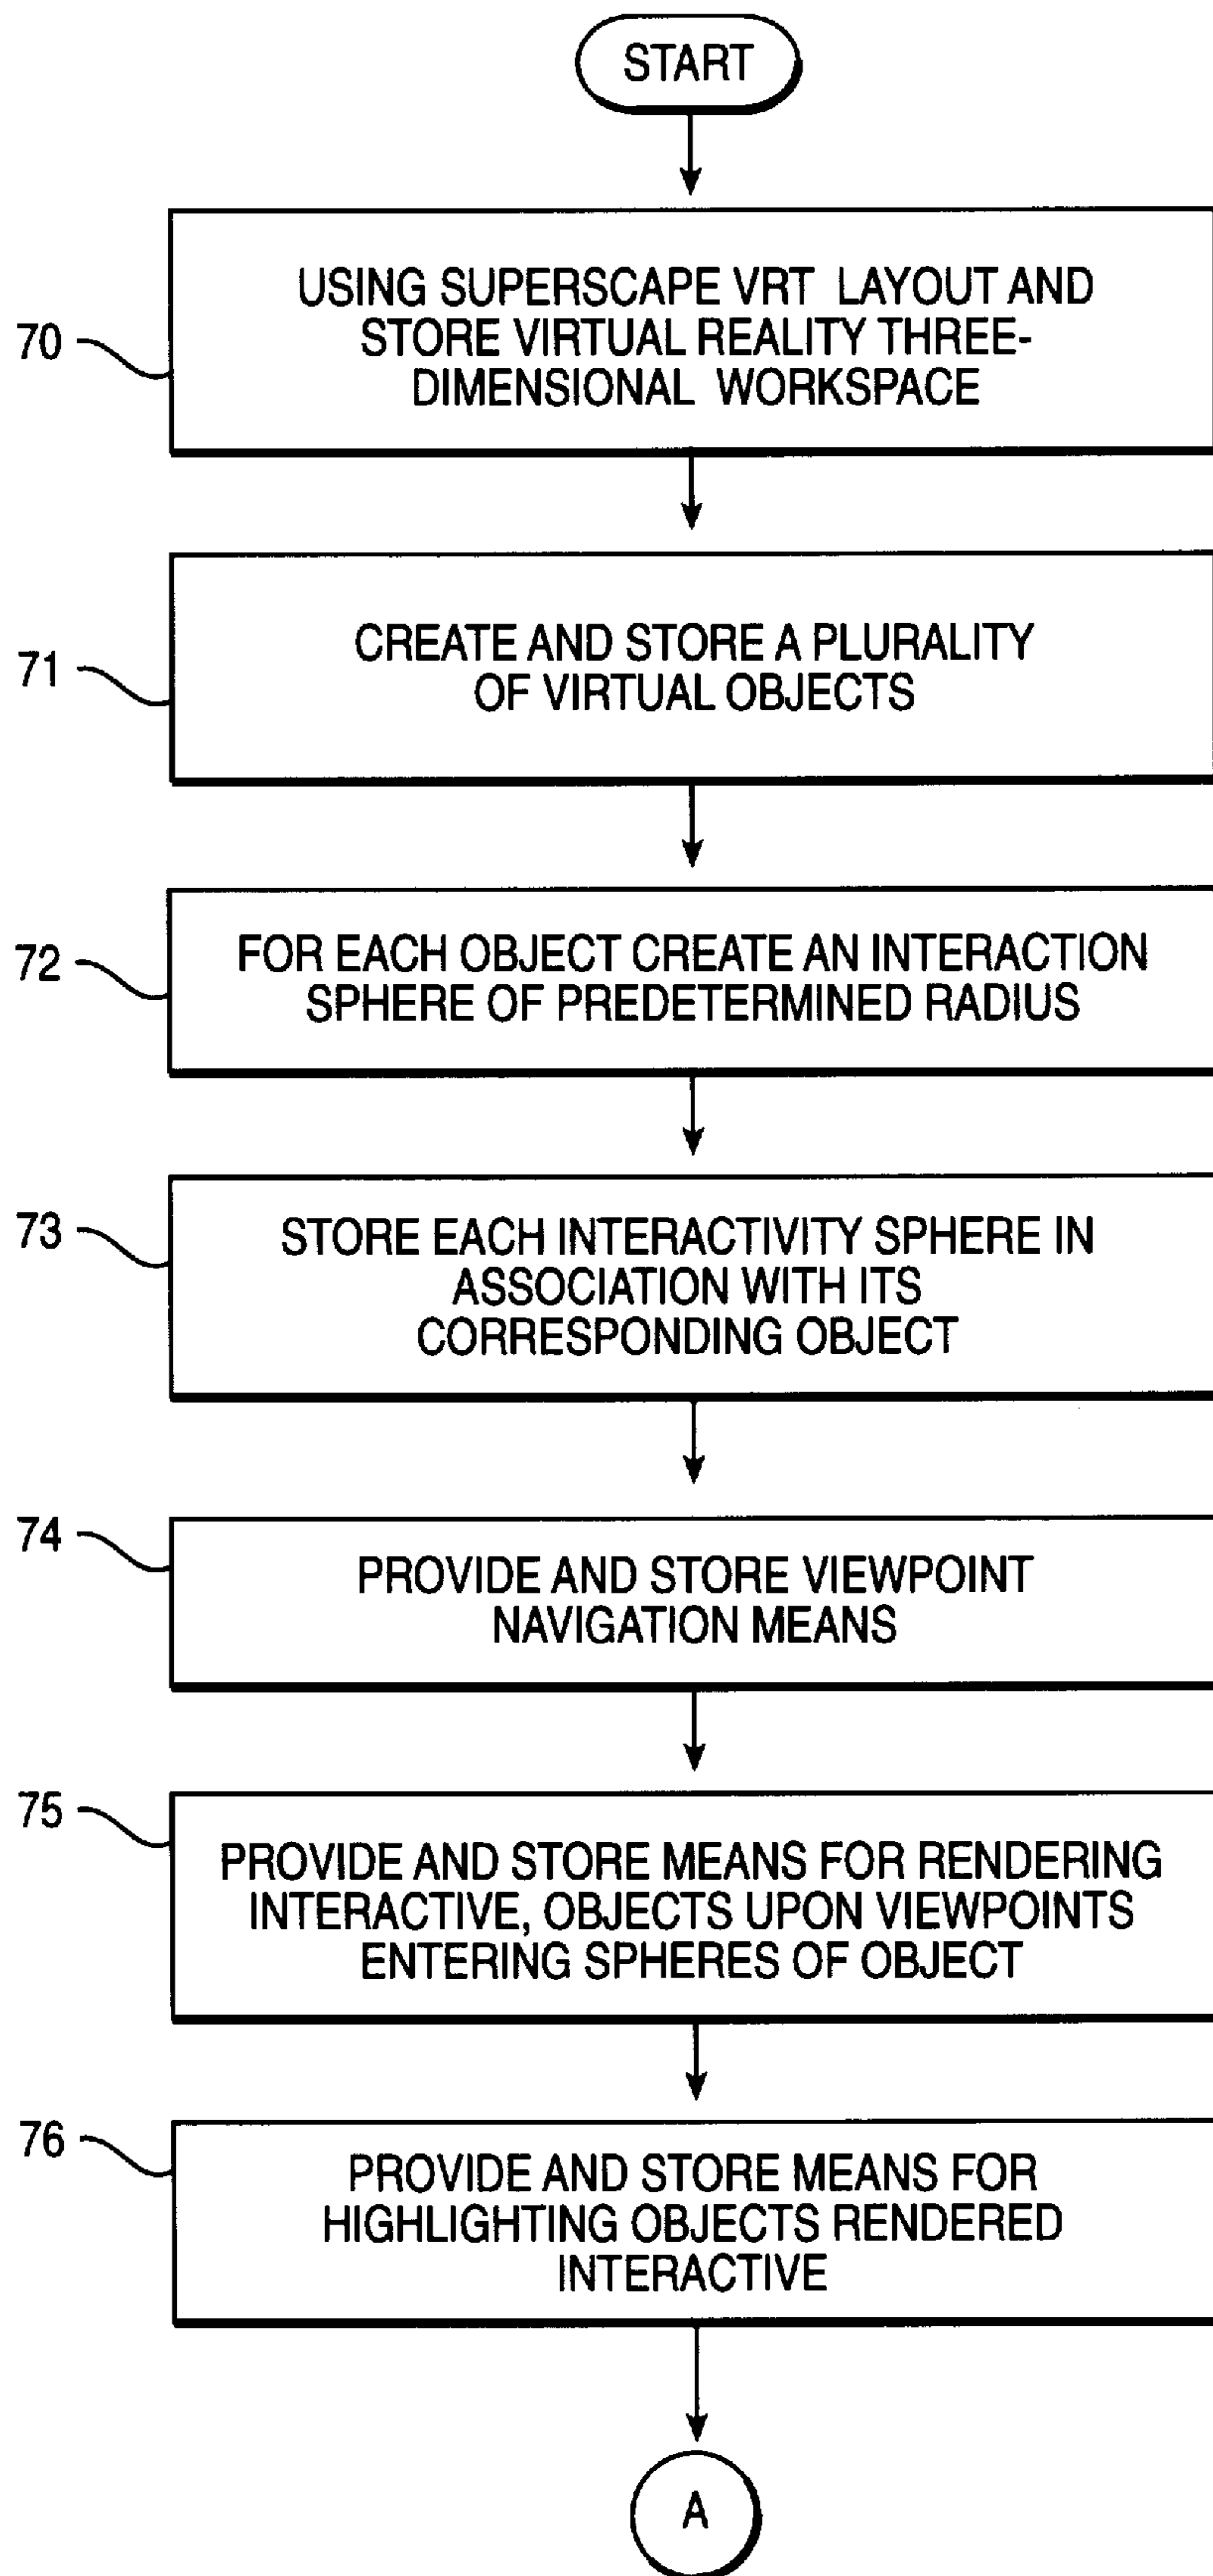 START
70
USING SUPERSCAPE VRT LAYOUT AND
STORE VIRTUAL REALITY THREE-
DIMENSIONAL WORKSPACE
71
CREATE AND STORE A PLURALITY
OF VIRTUAL OBJECTS
72
FOR EACH OBJECT CREATE AN INTERACTION
SPHERE OF PREDETERMINED RADIUS
73
STORE EACH INTERACTIVITY SPHERE IN
ASSOCIATION WITH ITS
CORRESPONDING OBJECT
74
PROVIDE AND STORE VIEWPOINT
NAVIGATION MEANS
75
PROVIDE AND STORE MEANS FOR RENDERING
INTERACTIVE, OBJECTS UPON VIEWPOINTS
ENTERING SPHERES OF OBJECT
76
PROVIDE AND STORE MEANS FOR
HIGHLIGHTING OBJECTS RENDERED
INTERACTIVE
A